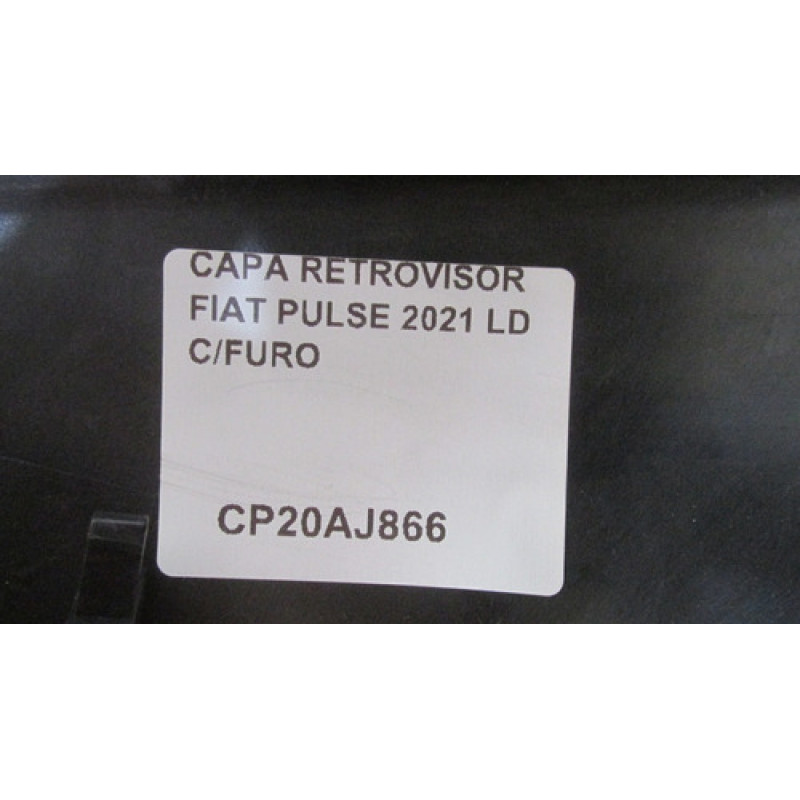 CAPA RETROVISOR
FIAT PULSE 2021 LD
C/FURO
CP20AJ866